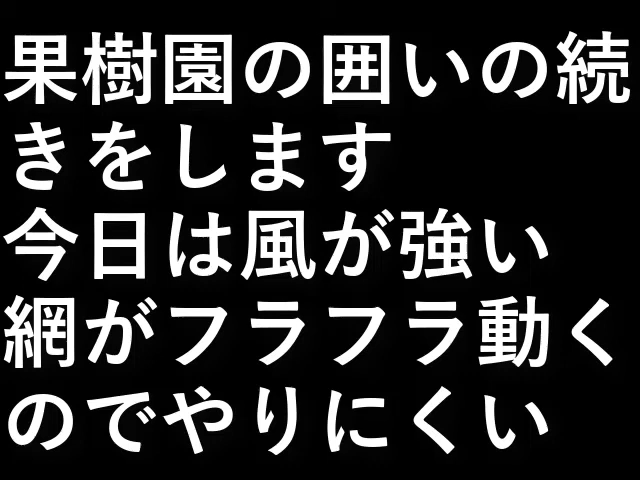 果樹園の囲いの続
きをします
今日は風が強い
網がフラフラ動く
のでやりにくい